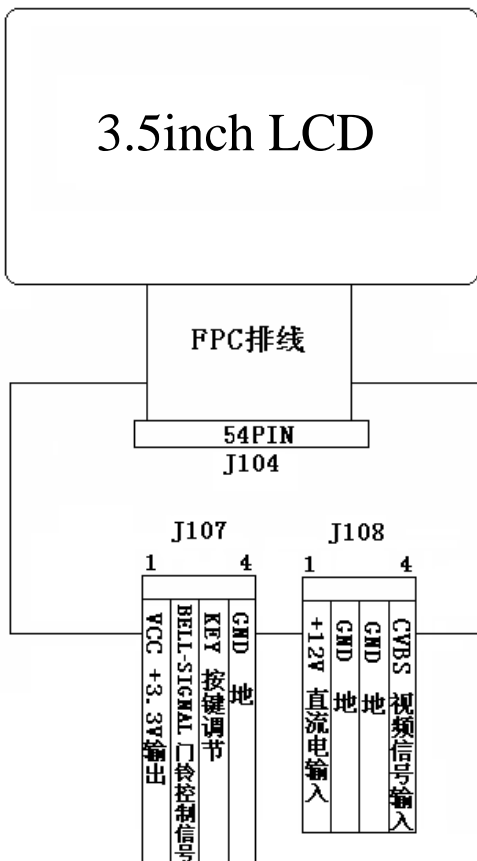 3.5inch LCD
FPC排线
54PIN
J104
J107
J108
1
4
1
4
VCC +3.3V输出
BELL-SIGNAL 门铃控制信号
KEY 按键调节
GND 地
+12V 直流电输入
GND 地
GND 地
CVBS 视频信号输入